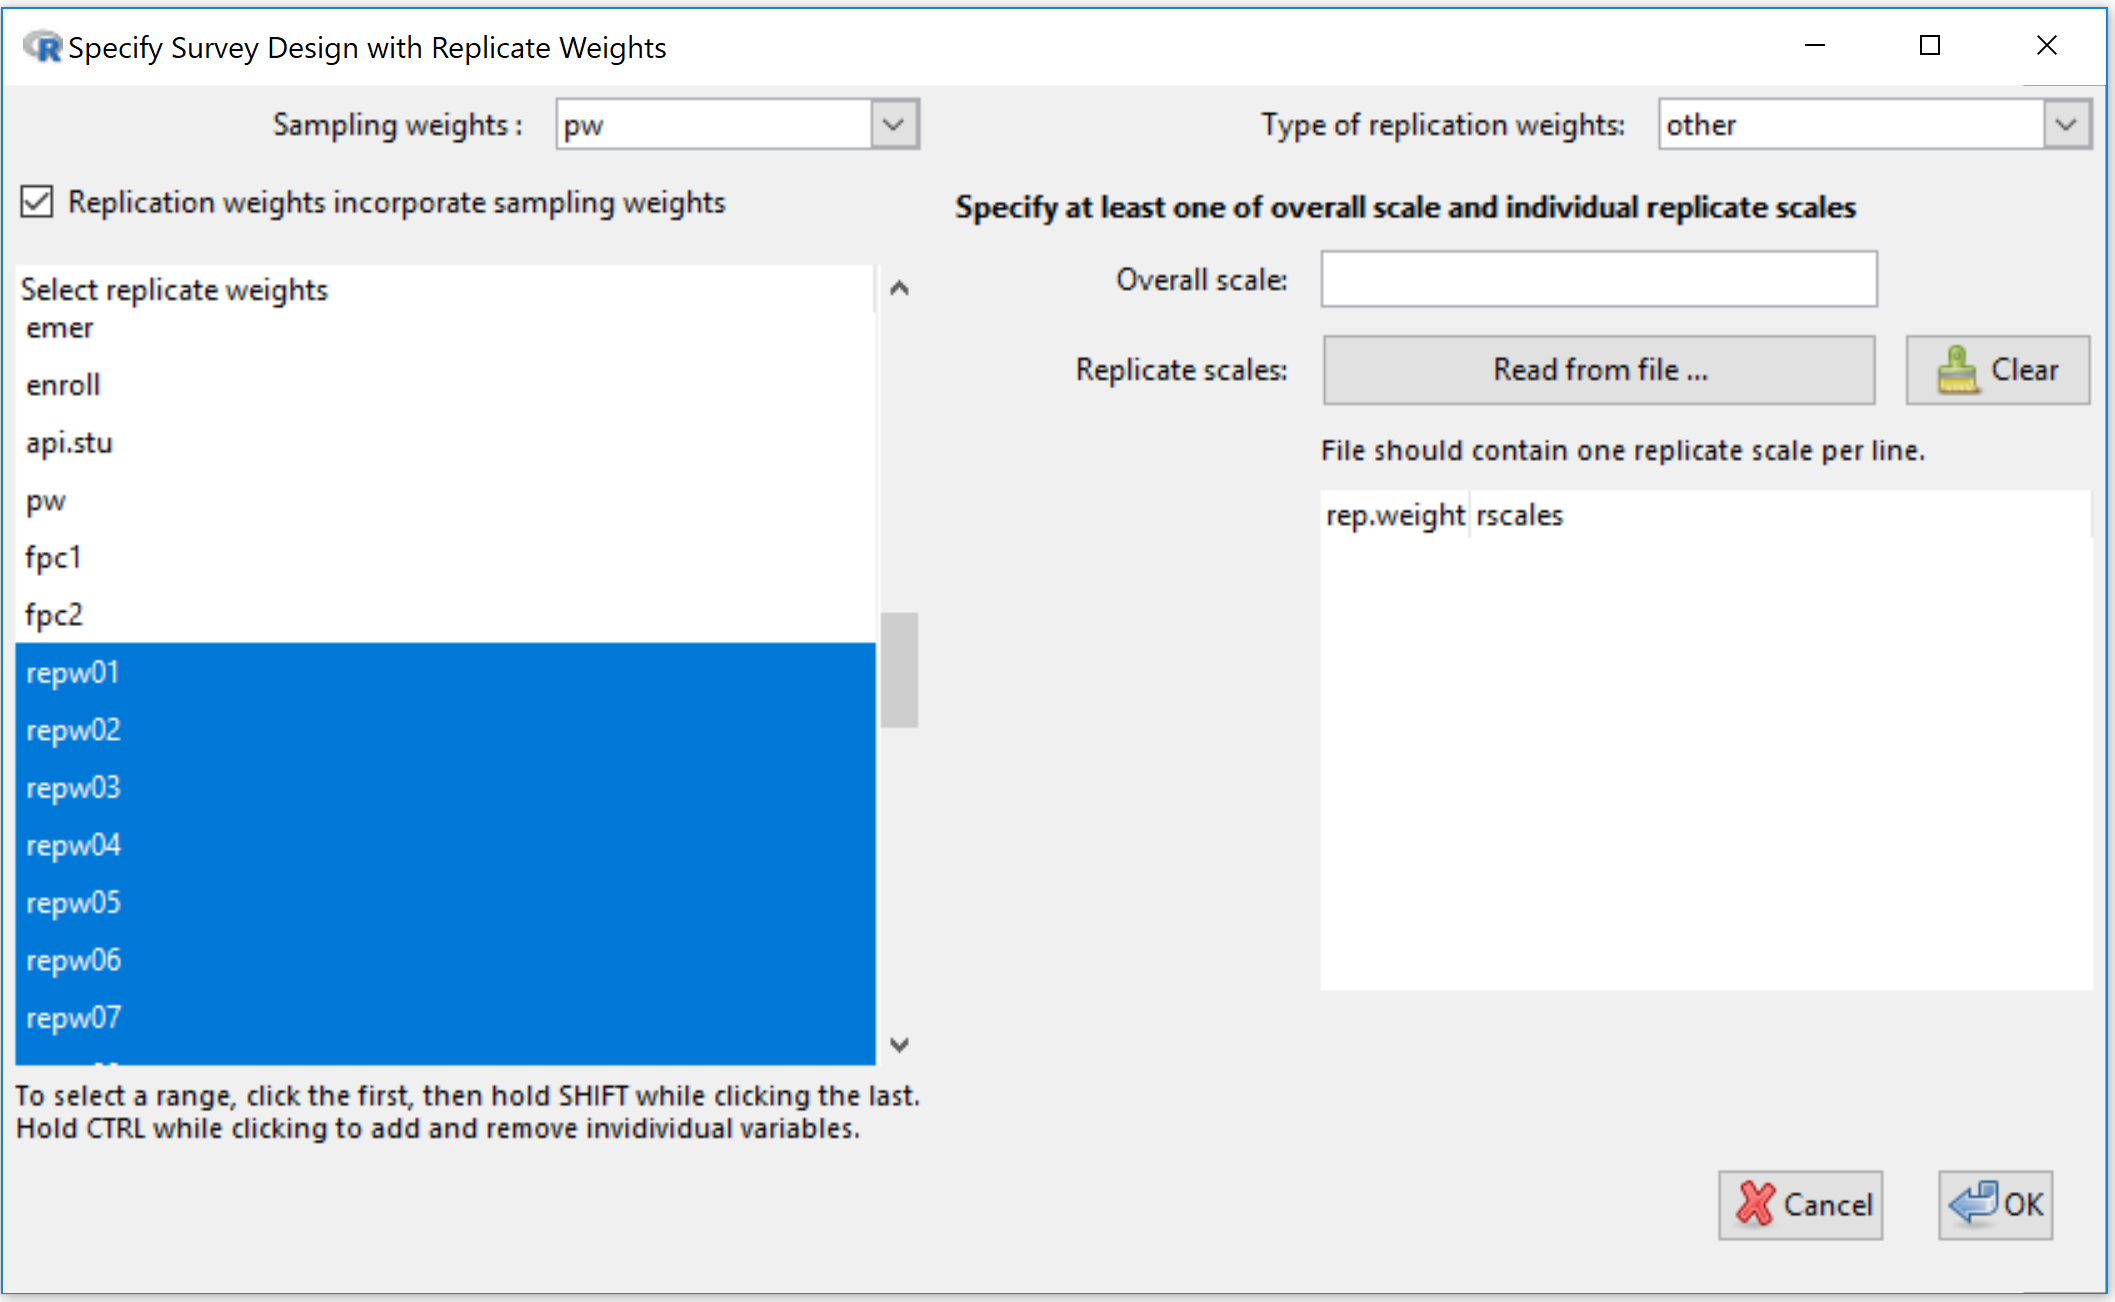 Specify Survey Design with Replicate Weights
Sampling weights :
pw
Type of replication weights:
other
Replication weights incorporate sampling weights
Specify at least one of overall scale and individual replicate scales
Select replicate weights
emer
enroll
api.stu
pw
fpc1
fpc2
repw01
repw02
repw03
repw04
repw05
repw06
repw07
To select a range, click the first, then hold SHIFT while clicking the last.
Hold CTRL while clicking to add and remove invidividual variables.
Overall scale:
Replicate scales:
Read from file ...
Clear
File should contain one replicate scale per line.
rep.weight rscales
Cancel
OK